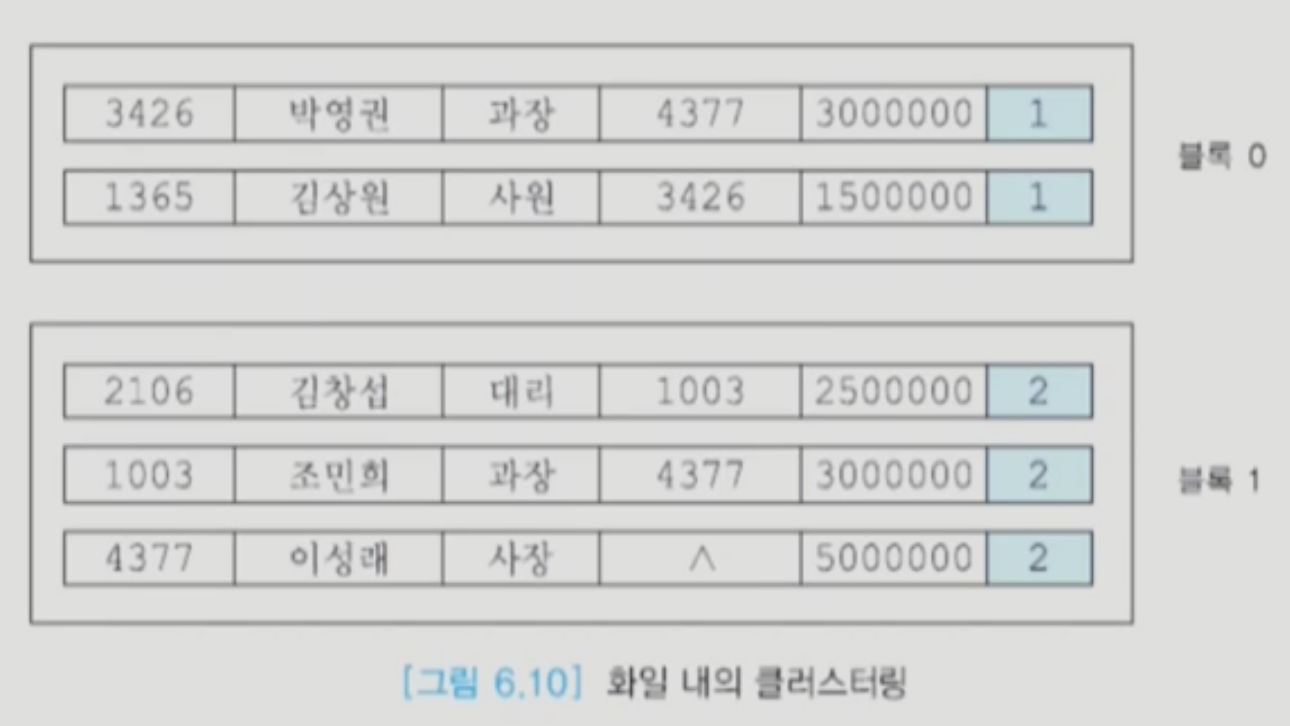 3426 박영권 과장 4377 3000000 1
1365 김상원 사원 3426 1500000 1
블록 0
2106 김창섭 대리 1003 2500000 2
1003 조민희 과장 4377 3000000 2
4377 이성래 사장 ∧ 5000000 2
블록 1
[그림 6.10] 화일 내의 클러스터링